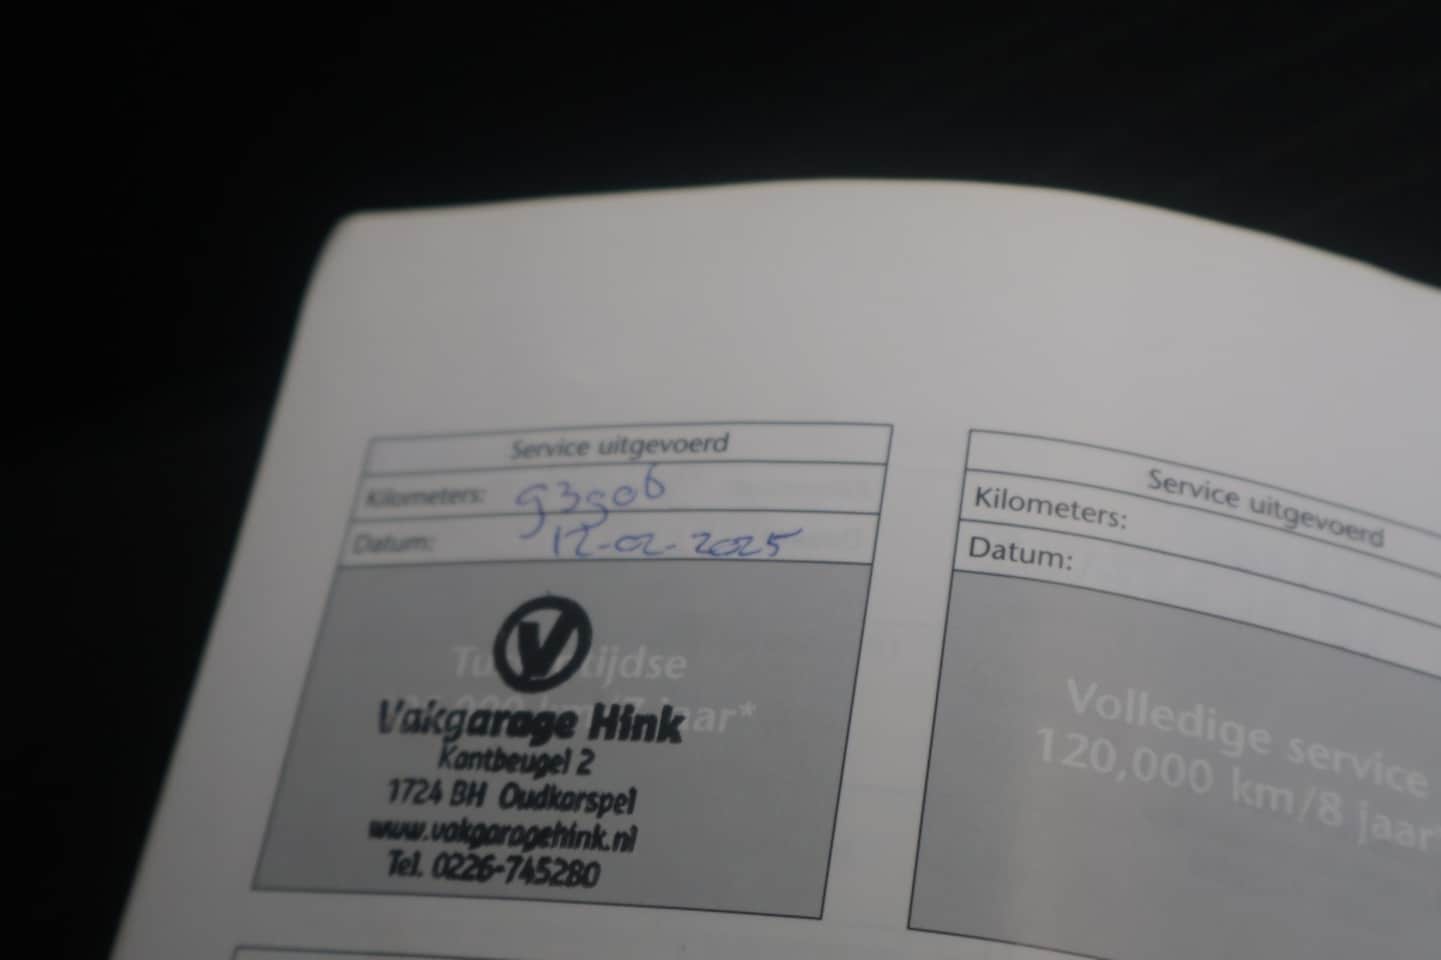 Service uitgevoerd
Kilometers: 93906
Datum: 12-02-2025
V
Vakgarage Hink
Kantbeugel 2
1724 BH Oudkarspel
www.vakgaragehink.nl
Tel. 0226-745280
Service uitgevoerd
Kilometers:
Datum:
Volledige service
120,000 km/8 jaar*